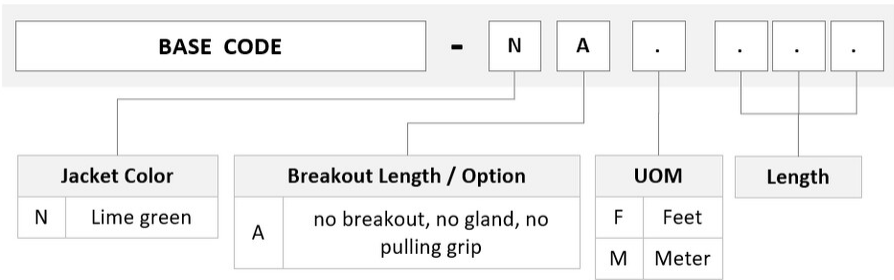 BASE CODE - N A . . . .
Jacket Color
N Lime green
Breakout Length / Option
A no breakout, no gland, no
pulling grip
UOM
F Feet
M Meter
Length